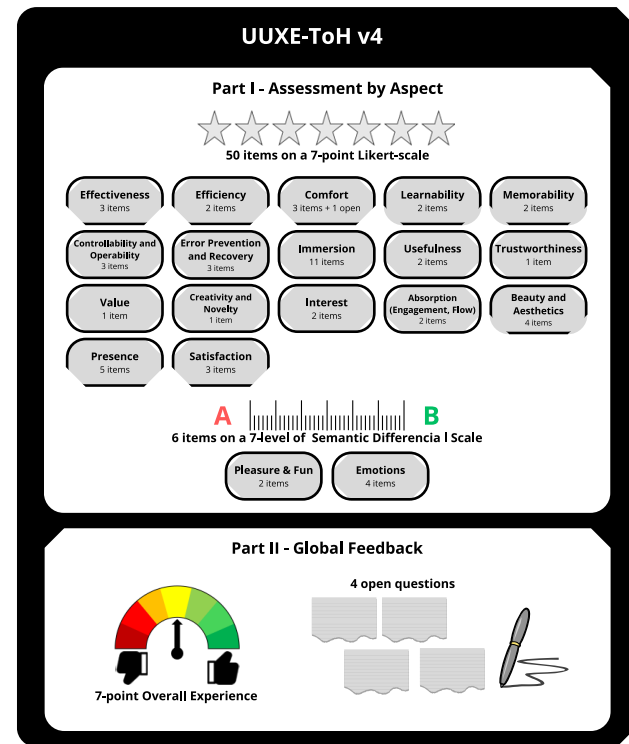 UUXE-ToH v4
Part I - Assessment by Aspect
50 items on a 7-point Likert-scale
Effectiveness
3 items
Efficiency
2 items
Comfort
3 items + 1 open
Learnability
2 items
Memorability
2 items
Controllability and
Operability
3 items
Error Prevention
and Recovery
3 items
Immersion
11 items
Usefulness
2 items
Trustworthiness
1 item
Value
1 item
Creativity and
Novelty
1 item
Interest
2 items
Absorption
(Engagement, Flow)
2 items
Beauty and
Aesthetics
4 items
Presence
5 items
Satisfaction
3 items
A
B
6 items on a 7-level of Semantic Differencia l Scale
Pleasure & Fun
2 items
Emotions
4 items
Part II - Global Feedback
4 open questions
7-point Overall Experience